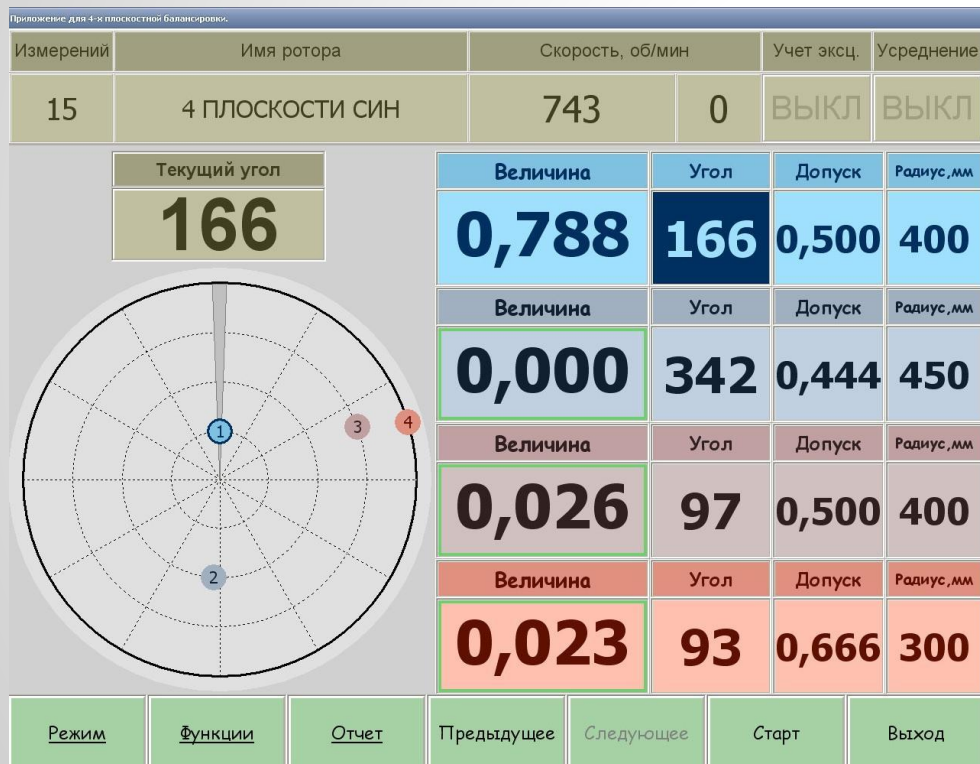 Приложение для 4-х плоскостной балансировки.
Измерений Имя ротора Скорость, об/мин Учет эксц. Усреднение
15 4 ПЛОСКОСТИ СИН 743 0 ВЫКЛ ВЫКЛ
Текущий угол
166
1
2
3
4
Величина Угол Допуск Радиус,мм
0,788 166 0,500 400
Величина Угол Допуск Радиус,мм
0,000 342 0,444 450
Величина Угол Допуск Радиус,мм
0,026 97 0,500 400
Величина Угол Допуск Радиус,мм
0,023 93 0,666 300
Режим Функции Отчет Предыдущее Следующее Старт Выход